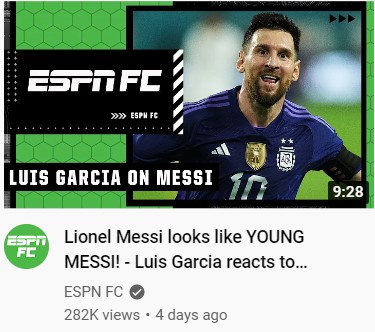 ESPN FC
>>> ESPN FC
LUIS GARCIA ON MESSI
10
9:28
ESPN
FC
Lionel Messi looks like YOUNG
MESSI! - Luis Garcia reacts to…
ESPN FC
282K views • 4 days ago